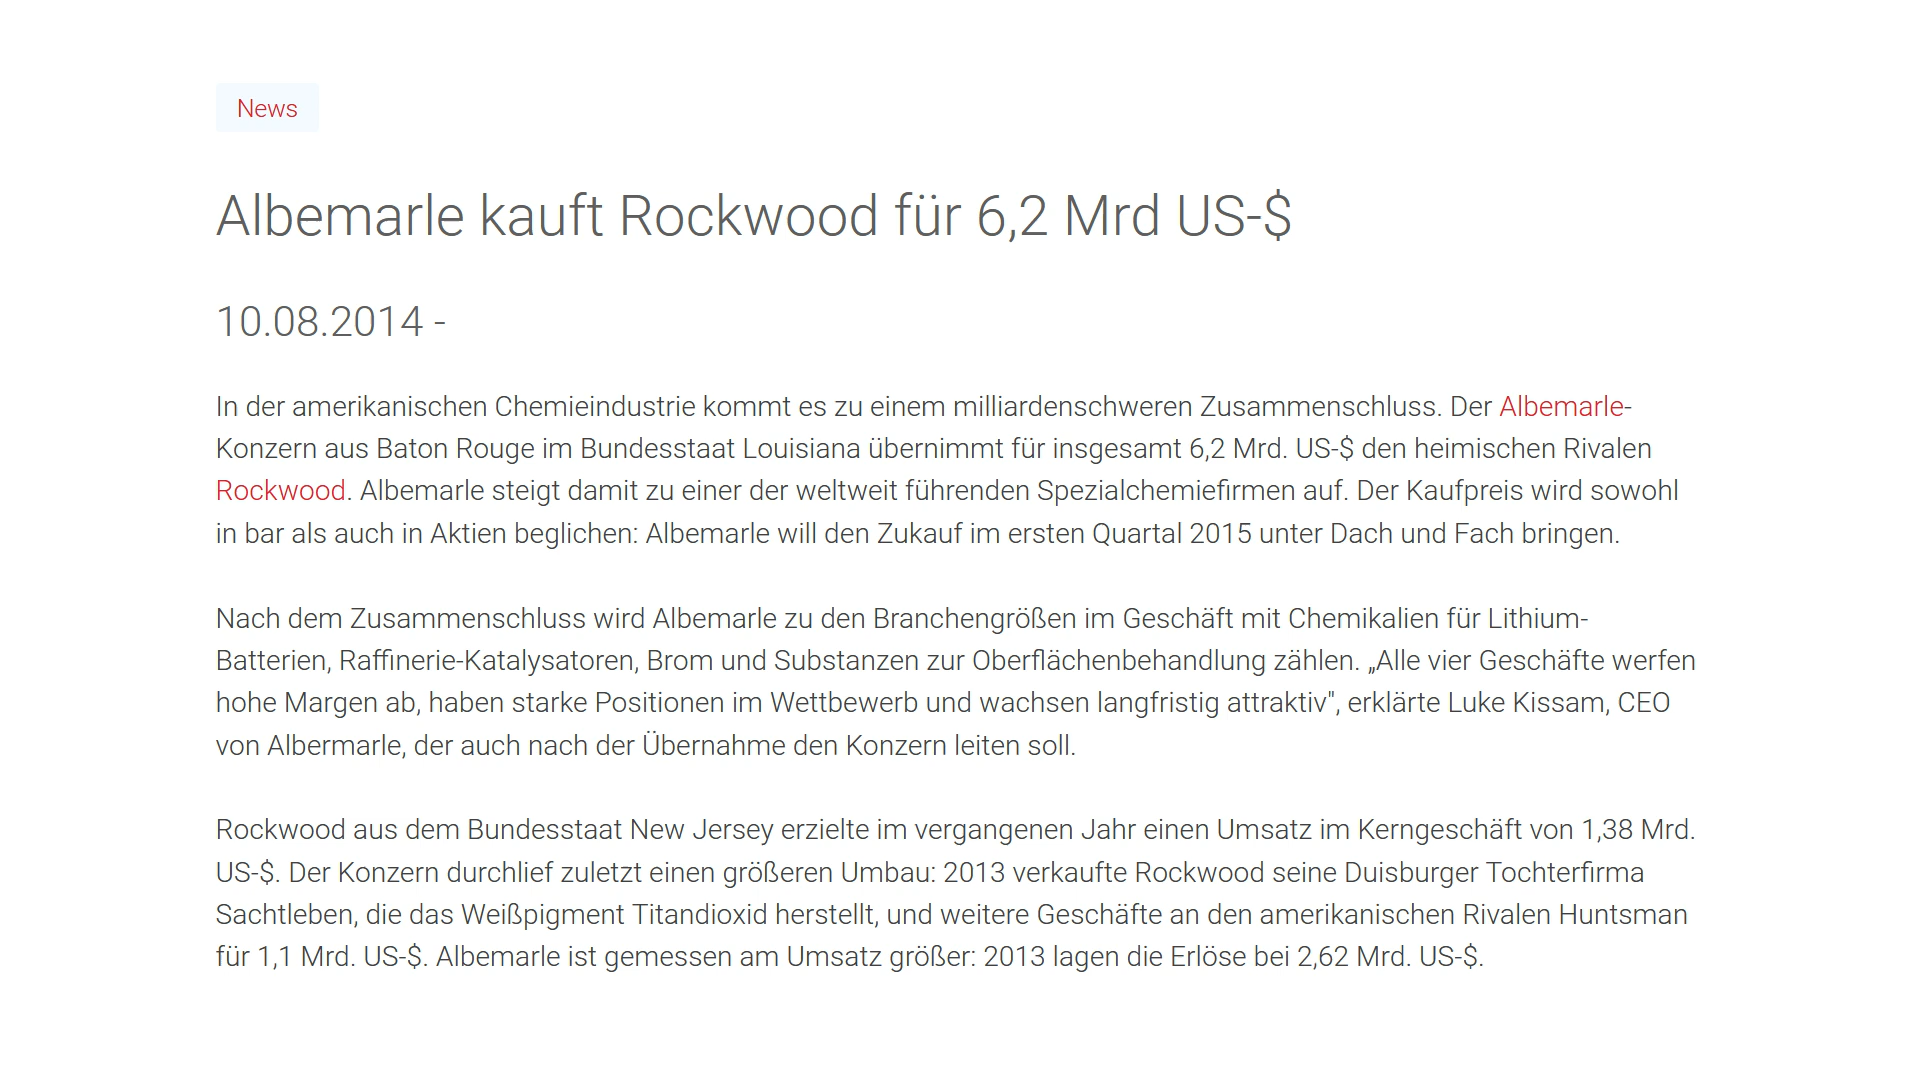 News
Albemarle kauft Rockwood für 6,2 Mrd US-$
10.08.2014 -
In der amerikanischen Chemieindustrie kommt es zu einem milliardenschweren Zusammenschluss. Der Albemarle-
Konzern aus Baton Rouge im Bundesstaat Louisiana übernimmt für insgesamt 6,2 Mrd. US-$ den heimischen Rivalen
Rockwood. Albemarle steigt damit zu einer der weltweit führenden Spezialchemiefirmen auf. Der Kaufpreis wird sowohl
in bar als auch in Aktien beglichen: Albemarle will den Zukauf im ersten Quartal 2015 unter Dach und Fach bringen.
Nach dem Zusammenschluss wird Albemarle zu den Branchengrößen im Geschäft mit Chemikalien für Lithium-
Batterien, Raffinerie-Katalysatoren, Brom und Substanzen zur Oberflächenbehandlung zählen. „Alle vier Geschäfte werfen
hohe Margen ab, haben starke Positionen im Wettbewerb und wachsen langfristig attraktiv", erklärte Luke Kissam, CEO
von Albermarle, der auch nach der Übernahme den Konzern leiten soll.
Rockwood aus dem Bundesstaat New Jersey erzielte im vergangenen Jahr einen Umsatz im Kerngeschäft von 1,38 Mrd.
US-$. Der Konzern durchlief zuletzt einen größeren Umbau: 2013 verkaufte Rockwood seine Duisburger Tochterfirma
Sachtleben, die das Weißpigment Titandioxid herstellt, und weitere Geschäfte an den amerikanischen Rivalen Huntsman
für 1,1 Mrd. US-$. Albemarle ist gemessen am Umsatz größer: 2013 lagen die Erlöse bei 2,62 Mrd. US-$.